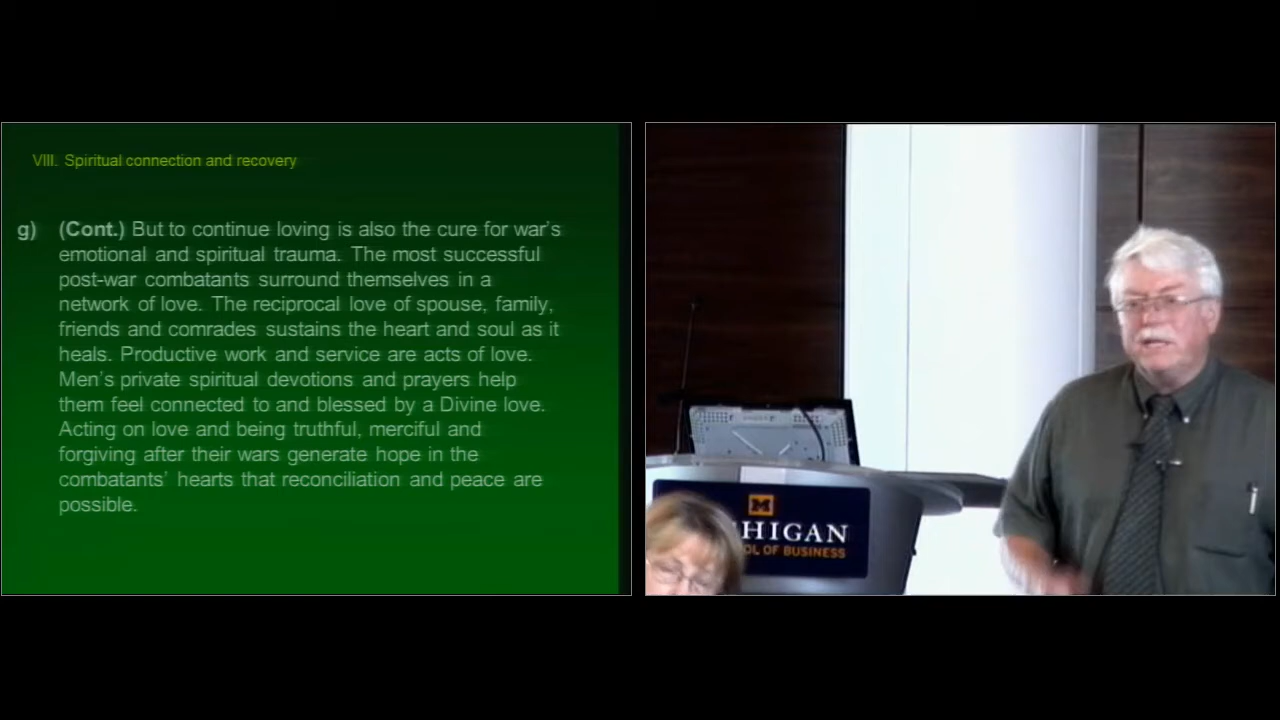 VIII. Spiritual connection and recovery
g) (Cont.) But to continue loving is also the cure for war's
emotional and spiritual trauma. The most successful
post-war combatants surround themselves in a
network of love. The reciprocal love of spouse, family,
friends and comrades sustains the heart and soul as it
heals. Productive work and service are acts of love.
Men's private spiritual devotions and prayers help
them feel connected to and blessed by a Divine love.
Acting on love and being truthful, merciful and
forgiving after their wars generate hope in the
combatants' hearts that reconciliation and peace are
possible.
M
HIGAN
OL OF BUSINESS